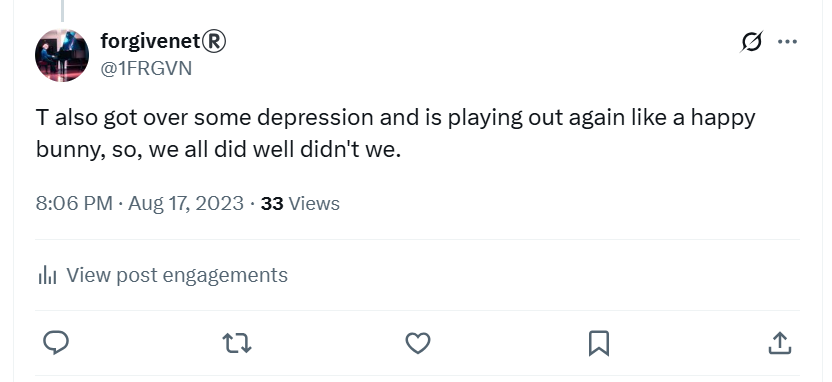 forgivenet®
@1FRGVN
T also got over some depression and is playing out again like a happy
bunny, so, we all did well didn't we.
8:06 PM · Aug 17, 2023 · 33 Views
View post engagements